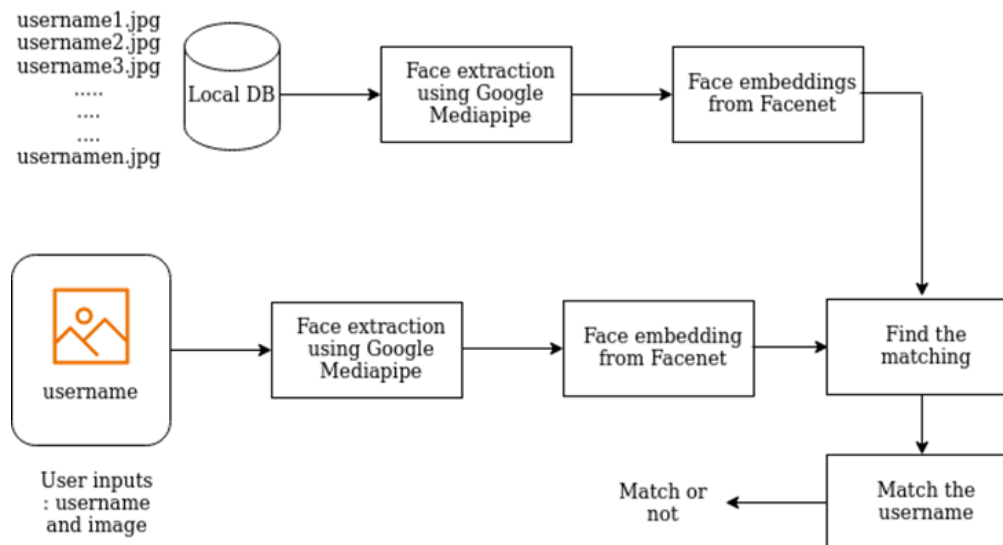 username1.jpg
username2.jpg
username3.jpg
.....
....
....
usernamen.jpg
Local DB
Face extraction
using Google
Mediapipe
Face embeddings
from Facenet
username
User inputs
: username
and image
Face extraction
using Google
Mediapipe
Face embedding
from Facenet
Find the
matching
Match the
username
Match or
not